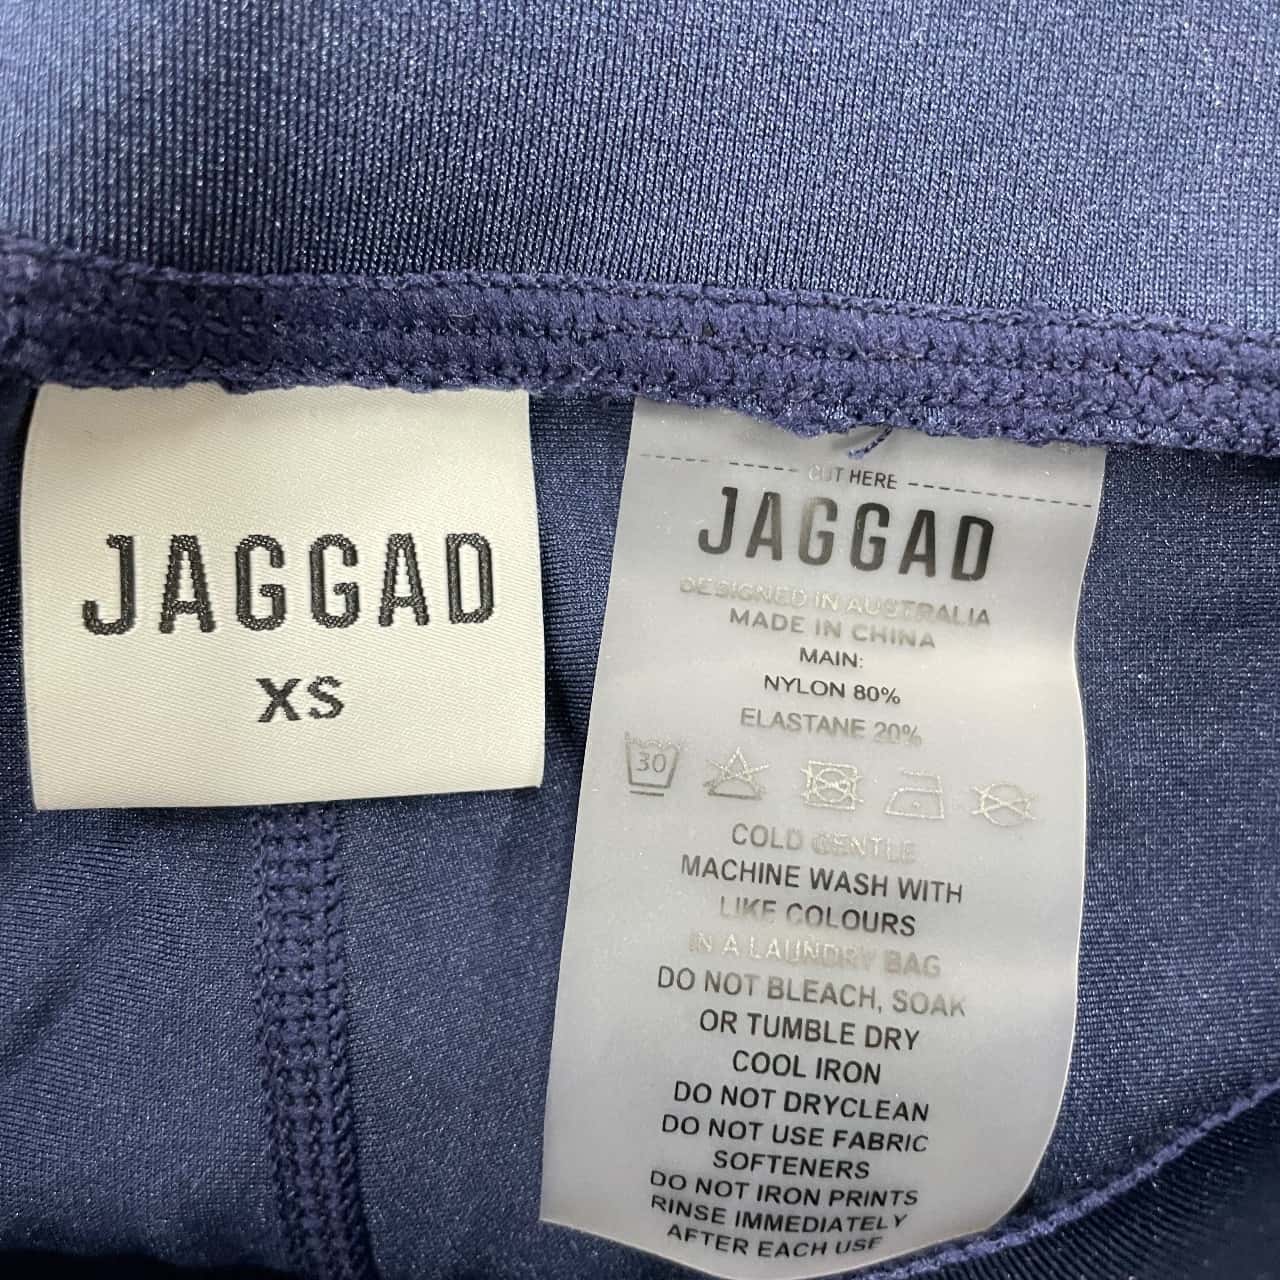 JAGGAD
XS
CUT HERE
JAGGAD
DESIGNED IN AUSTRALIA
MADE IN CHINA
MAIN:
NYLON 80%
ELASTANE 20%
30
COLD GENTLE
MACHINE WASH WITH
LIKE COLOURS
IN A LAUNDRY BAG
DO NOT BLEACH, SOAK
OR TUMBLE DRY
COOL IRON
DO NOT DRYCLEAN
DO NOT USE FABRIC
SOFTENERS
DO NOT IRON PRINTS
RINSE IMMEDIATELY
AFTER EACH USE